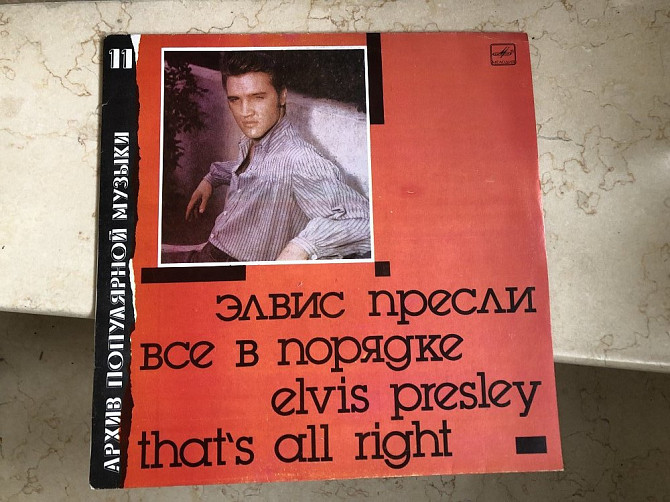 11
АРХИВ ПОПУЛЯРНОЙ МУЗЫКИ
элвис пресли
все в порядке
elvis presley
that's all right